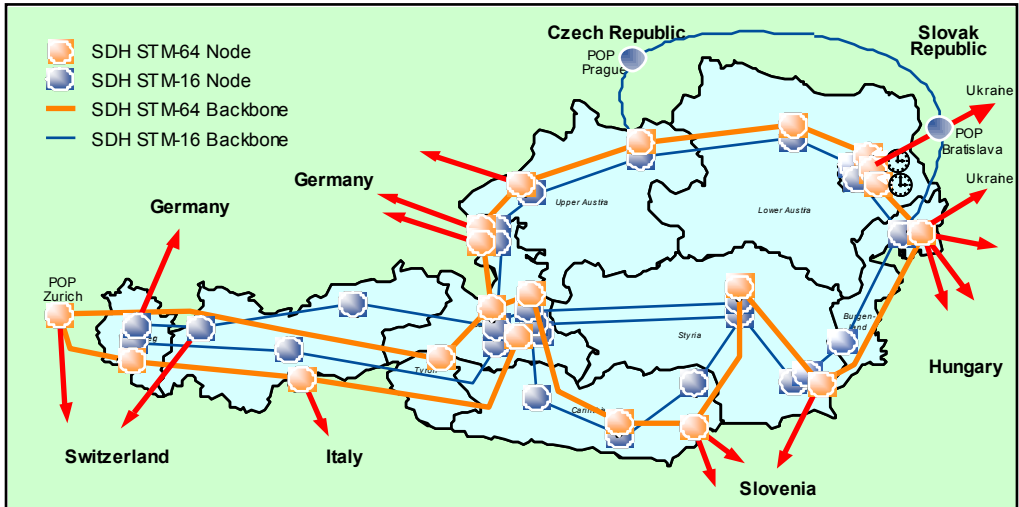 SDH STM-64 Node
SDH STM-16 Node
SDH STM-64 Backbone
SDH STM-16 Backbone
Czech Republic
POP
Prague
Slovak
Republic
Ukraine
POP
Bratislava
Ukraine
Germany
Germany
Upper Austria
Lower Austria
POP
Zurich
Styria
Burgen-
land
Tyrol
Hungary
Switzerland
Italy
Slovenia